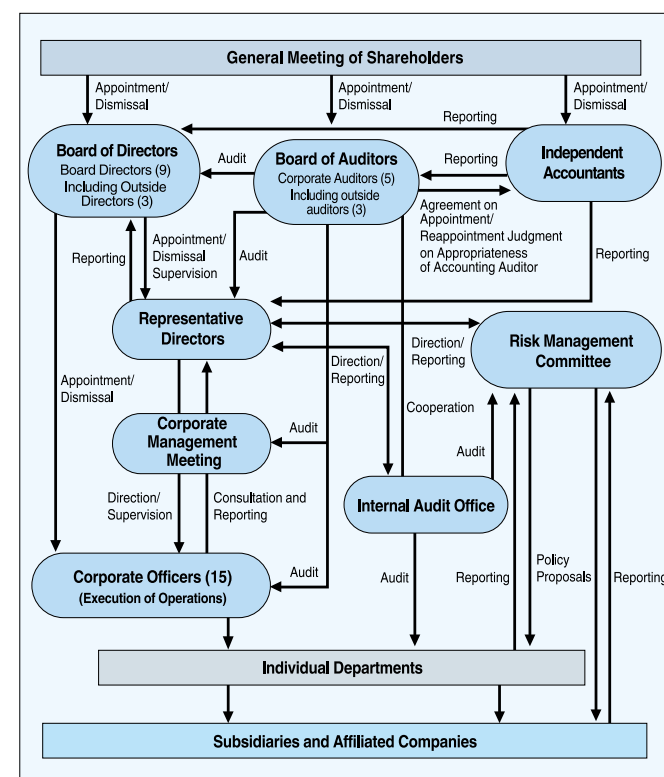 General Meeting of Shareholders
Appointment/
Dismissal
Appointment/
Dismissal
Appointment/
Dismissal
Reporting
Board of Directors
Board Directors (9)
Including Outside
Directors (3)
Audit
Board of Auditors
Corporate Auditors (5)
Including outside
auditors (3)
Reporting
Independent
Accountants
Agreement on
Appointment/
Reappointment Judgment
on Appropriateness
of Accounting Auditor
Reporting
Reporting
Appointment/
Dismissal
Supervision
Audit
Representative
Directors
Direction/
Reporting
Direction/
Reporting
Risk Management
Committee
Appointment/
Dismissal
Cooperation
Corporate
Management
Meeting
Audit
Audit
Internal Audit Office
Direction/
Supervision
Consultation and
Reporting
Corporate Officers (15)
(Execution of Operations)
Audit
Audit
Reporting
Policy
Proposals
Reporting
Individual Departments
Subsidiaries and Affiliated Companies